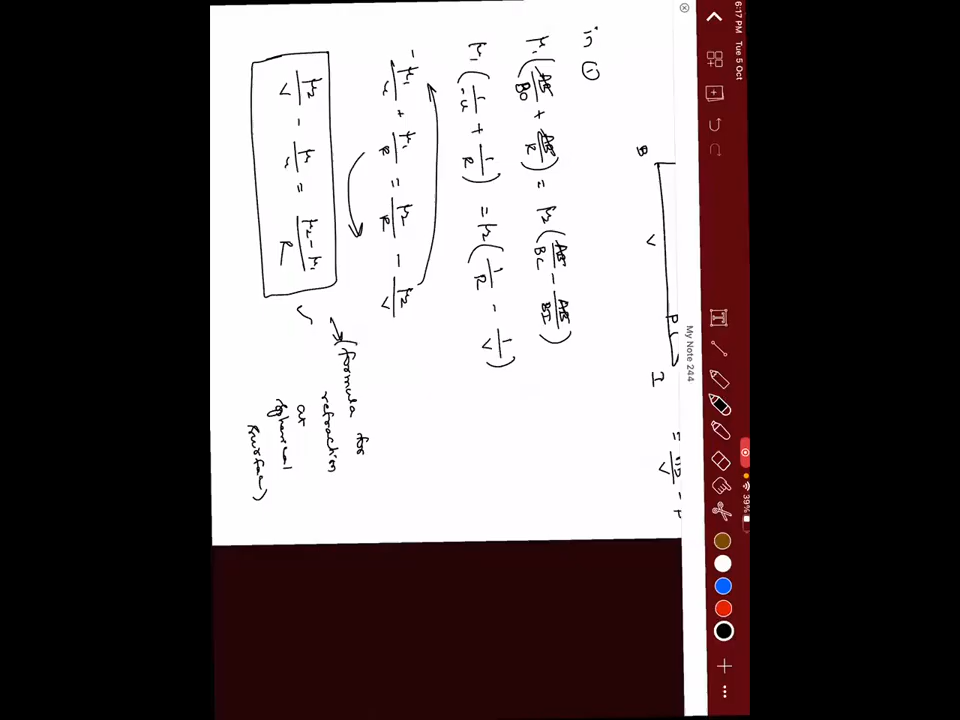 6:17 PM Tue 5 Oct
My Note 244
39%
B
V
I
in ①
μ₁ (AB/BO + AB/R) = μ₂ (AB/BC − AB/BI)
μ₁ (1/−u + 1/R) = μ₂ (1/R − 1/V)
−μ₁/u + μ₁/R = μ₂/R − μ₂/V
μ₂/V − μ₁/u = μ₂−μ₁/R
(formula for
refraction
at
spherical
surface)